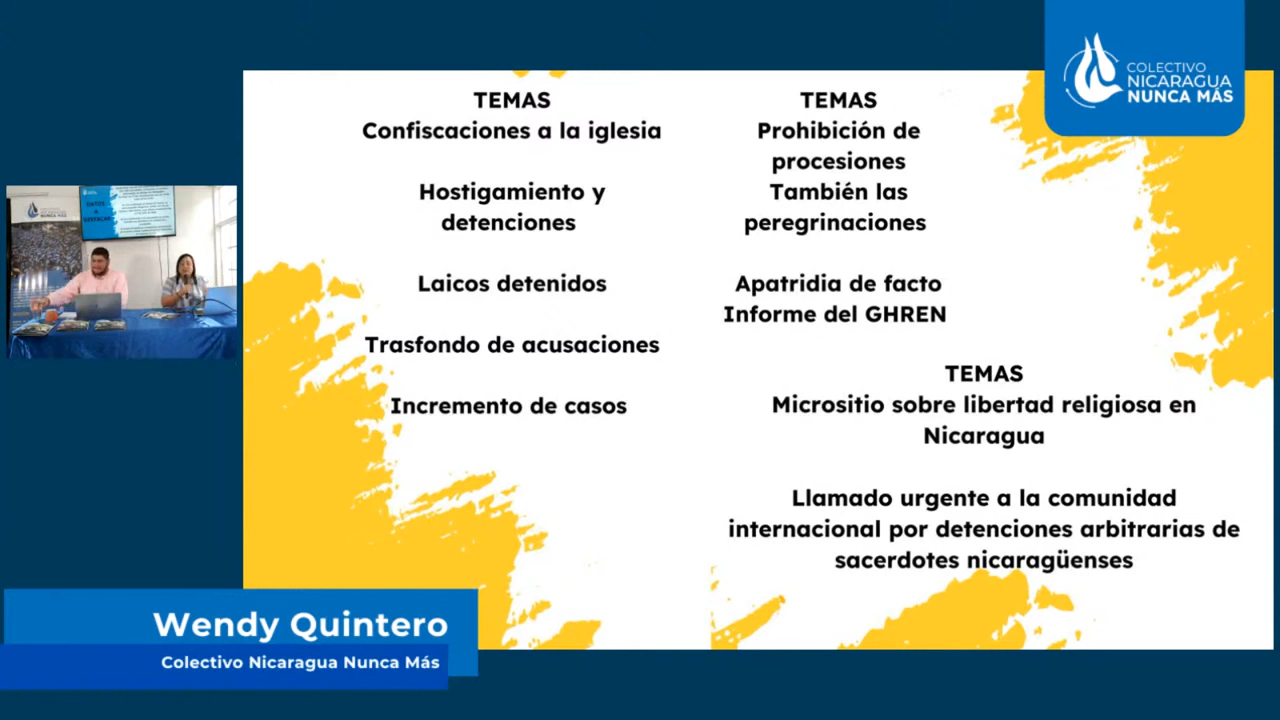 COLECTIVO
NICARAGUA
NUNCA MÁS
TEMAS
Confiscaciones a la iglesia
Hostigamiento y
detenciones
Laicos detenidos
Trasfondo de acusaciones
Incremento de casos
TEMAS
Prohibición de
procesiones
También las
peregrinaciones
Apatridia de facto
Informe del GHREN
TEMAS
Micrositio sobre libertad religiosa en
Nicaragua
Llamado urgente a la comunidad
internacional por detenciones arbitrarias de
sacerdotes nicaragüenses
Wendy Quintero
Colectivo Nicaragua Nunca Más